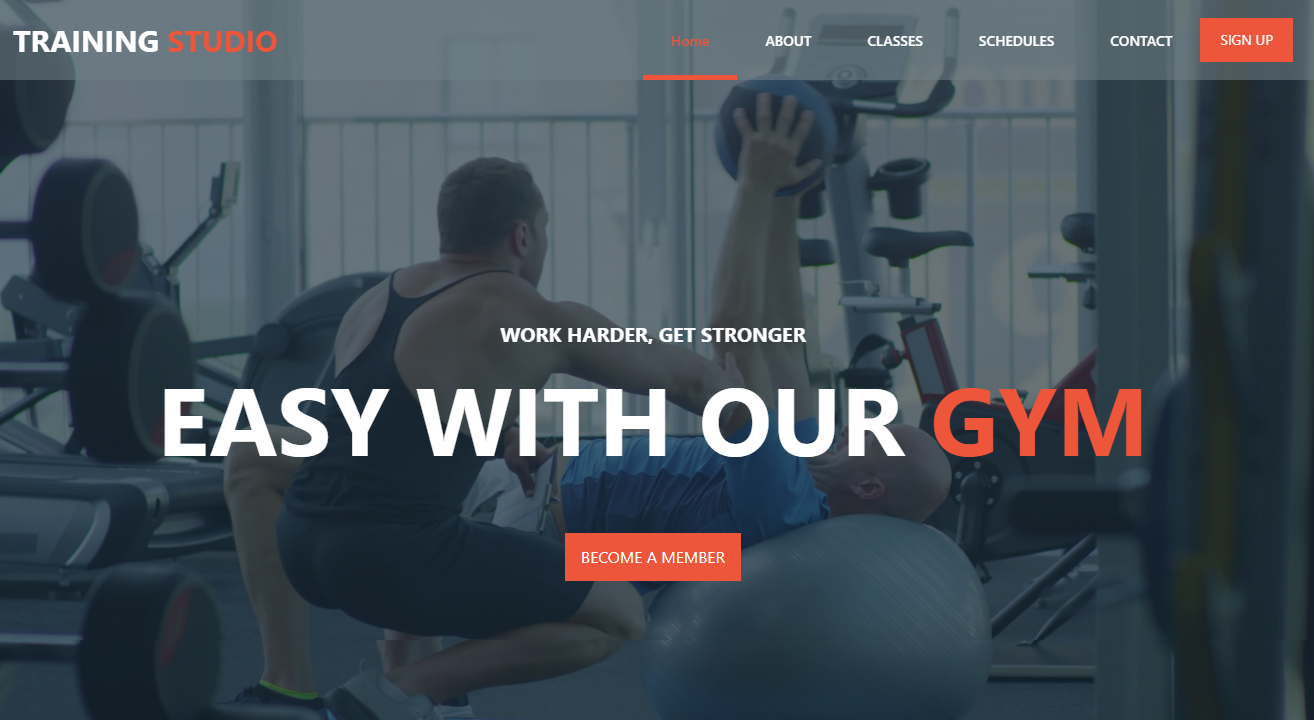 TRAINING STUDIO
Home ABOUT CLASSES SCHEDULES CONTACT SIGN UP
WORK HARDER, GET STRONGER
EASY WITH OUR GYM
BECOME A MEMBER